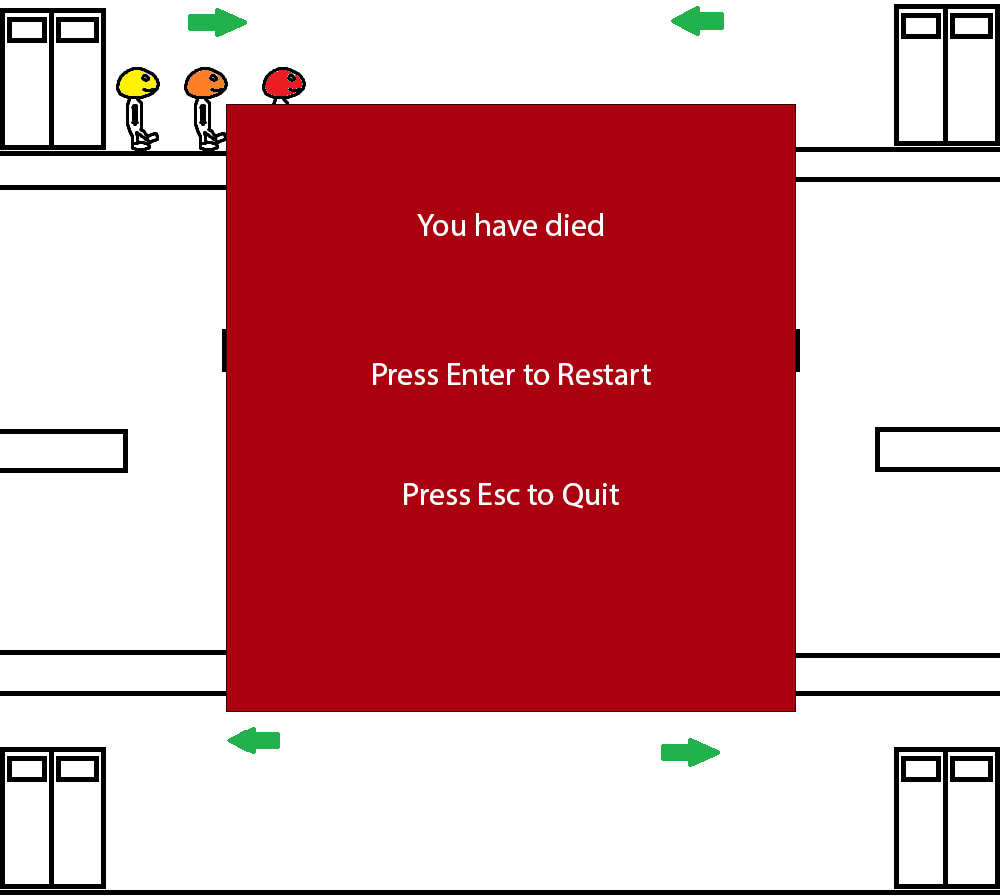 You have died
Press Enter to Restart
Press Esc to Quit